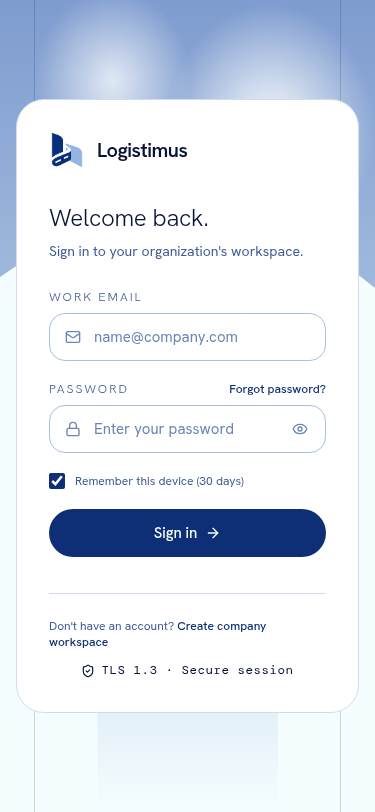 Logistimus
Welcome back.
Sign in to your organization's workspace.
WORK EMAIL
name@company.com
PASSWORD
Forgot password?
Enter your password
Remember this device (30 days)
Sign in
Don't have an account? Create company
workspace
TLS 1.3 · Secure session